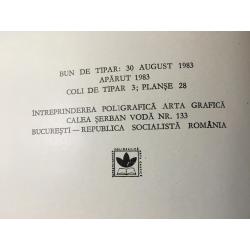 BUN DE TIPAR: 30 AUGUST 1983
APĂRUT 1983
COLI DE TIPAR 3; PLANȘE 28
ÎNTREPRINDEREA POLIGRAFICĂ ARTA GRAFICĂ
CALEA ȘERBAN VODĂ NR. 133
BUCUREȘTI — REPUBLICA SOCIALISTĂ ROMÂNIA